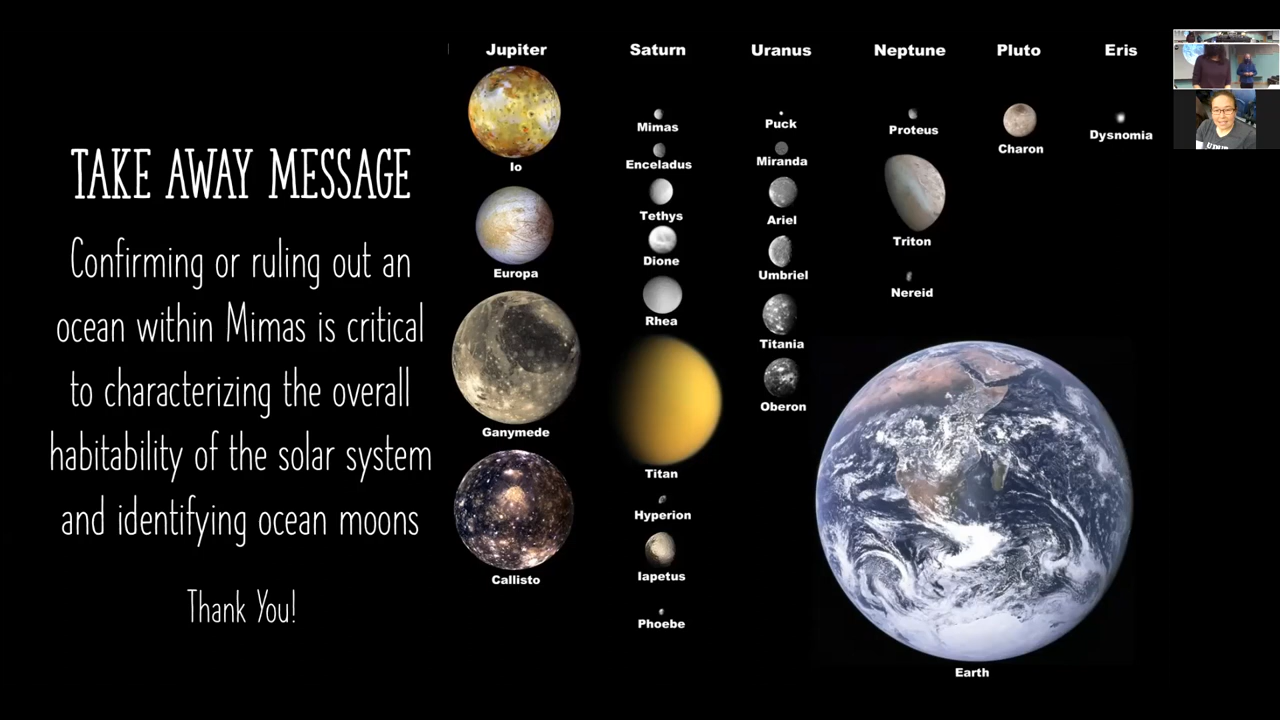 TAKE AWAY MESSAGE
Confirming or ruling out an
ocean within Mimas is critical
to characterizing the overall
habitability of the solar system
and identifying ocean moons
Thank You!
Jupiter
Io
Europa
Ganymede
Callisto
Saturn
Mimas
Enceladus
Tethys
Dione
Rhea
Titan
Hyperion
Iapetus
Phoebe
Uranus
Puck
Miranda
Ariel
Umbriel
Titania
Oberon
Neptune
Proteus
Triton
Nereid
Pluto
Charon
Eris
Dysnomia
Earth